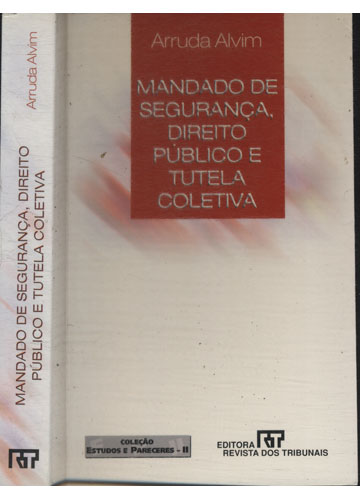 Arruda Alvim
MANDADO DE SEGURANÇA, DIREITO
PÚBLICO E TUTELA COLETIVA
RT
Arruda Alvim
MANDADO DE
SEGURANÇA,
DIREITO
PÚBLICO E
TUTELA
COLETIVA
COLEÇÃO
ESTUDOS E PARECERES - II
EDITORA RT
REVISTA DOS TRIBUNAIS